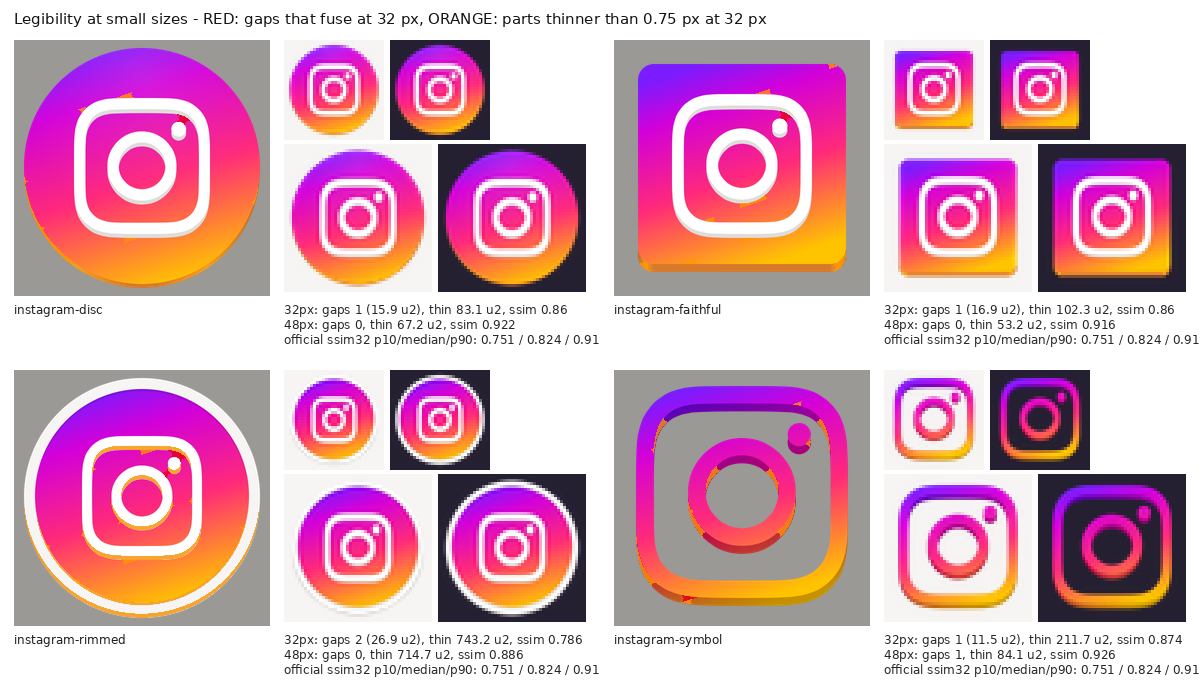 Legibility at small sizes - RED: gaps that fuse at 32 px, ORANGE: parts thinner than 0.75 px at 32 px
instagram-disc
32px: gaps 1 (15.9 u2), thin 83.1 u2, ssim 0.86
48px: gaps 0, thin 67.2 u2, ssim 0.922
official ssim32 p10/median/p90: 0.751 / 0.824 / 0.91
instagram-faithful
32px: gaps 1 (16.9 u2), thin 102.3 u2, ssim 0.86
48px: gaps 0, thin 53.2 u2, ssim 0.916
official ssim32 p10/median/p90: 0.751 / 0.824 / 0.91
instagram-rimmed
32px: gaps 2 (26.9 u2), thin 743.2 u2, ssim 0.786
48px: gaps 0, thin 714.7 u2, ssim 0.886
official ssim32 p10/median/p90: 0.751 / 0.824 / 0.91
instagram-symbol
32px: gaps 1 (11.5 u2), thin 211.7 u2, ssim 0.874
48px: gaps 1, thin 84.1 u2, ssim 0.926
official ssim32 p10/median/p90: 0.751 / 0.824 / 0.91